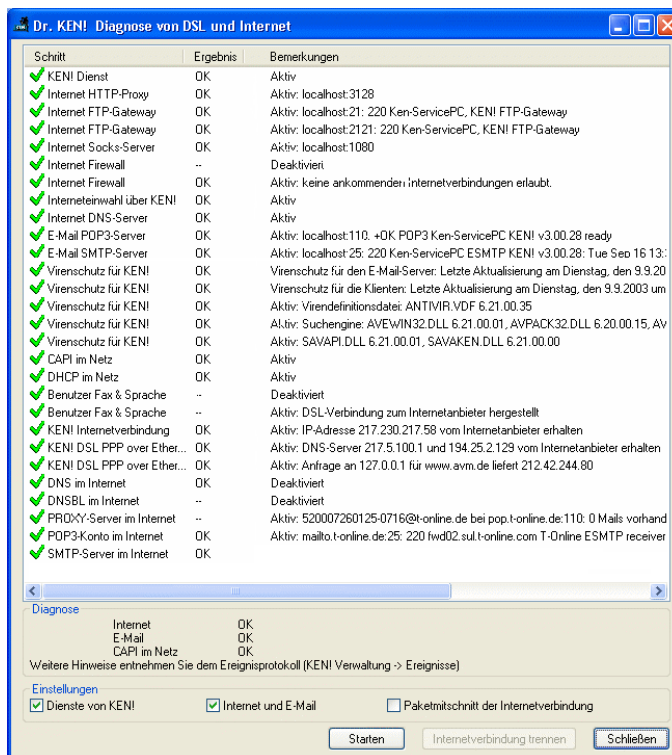 Dr. KEN! Diagnose von DSL und Internet
Schritt Ergebnis Bemerkungen
KEN! Dienst OK Aktiv
Internet HTTP-Proxy OK Aktiv: localhost:3128
Internet FTP-Gateway OK Aktiv: localhost:21: 220 Ken-ServicePC, KEN! FTP-Gateway
Internet FTP-Gateway OK Aktiv: localhost:2121: 220 Ken-ServicePC, KEN! FTP-Gateway
Internet Socks-Server OK Aktiv: localhost:1080
Internet Firewall -- Deaktiviert
Internet Firewall OK Aktiv: keine ankommenden Internetverbindungen erlaubt.
Interneteinwahl über KEN! OK Aktiv
Internet DNS-Server OK Aktiv
E-Mail POP3-Server OK Aktiv: localhost:110. +OK POP3 Ken-ServicePC KEN! v3.00.28 ready
E-Mail SMTP-Server OK Aktiv: localhost:25: 220 Ken-ServicePC ESMTP KEN! v3.00.28: Tue Sep 16 13:
Virenschutz für KEN! OK Virenschutz für den E-Mail-Server: Letzte Aktualisierung am Dienstag, den 9.9.20
Virenschutz für KEN! OK Virenschutz für die Klienten: Letzte Aktualisierung am Dienstag, den 9.9.2003 um
Virenschutz für KEN! OK Aktiv: Virendefinitionsdatei: ANTIVIR.VDF 6.21.00.35
Virenschutz für KEN! OK Aktiv: Suchengine: AVEWIN32.DLL 6.21.00.01, AVPACK32.DLL 6.20.00.15, AV
Virenschutz für KEN! OK Aktiv: SAVAPI.DLL 6.21.00.01, SAVAKEN.DLL 6.21.00.00
CAPI im Netz OK Aktiv
DHCP im Netz OK Aktiv
Benutzer Fax & Sprache -- Deaktiviert
Benutzer Fax & Sprache -- Aktiv: DSL-Verbindung zum Internetanbieter hergestellt
KEN! Internetverbindung OK Aktiv: IP-Adresse 217.230.217.58 vom Internetanbieter erhalten
KEN! DSL PPP over Ether... OK Aktiv: DNS-Server 217.5.100.1 und 194.25.2.129 vom Internetanbieter erhalten
KEN! DSL PPP over Ether... OK Aktiv: Anfrage an 127.0.0.1 für www.avm.de liefert 212.42.244.80
DNS im Internet OK Deaktiviert
DNSBL im Internet -- Deaktiviert
PROXY-Server im Internet -- Aktiv: 520007260125-0716@t-online.de bei pop.t-online.de:110: 0 Mails vorhand
POP3-Konto im Internet OK Aktiv: mailto.t-online.de:25: 220 fwd02.sul.t-online.com T-Online ESMTP receiver
SMTP-Server im Internet OK
Diagnose
Internet OK
E-Mail OK
CAPI im Netz OK
Weitere Hinweise entnehmen Sie dem Ereignisprotokoll (KEN! Verwaltung -> Ereignisse)
Einstellungen
Dienste von KEN! Internet und E-Mail Paketmitschnitt der Internetverbindung
Starten Internetverbindung trennen Schließen